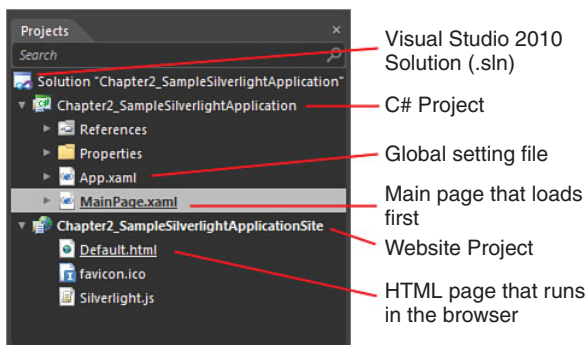 Projects
Search
Solution "Chapter2_SampleSilverlightApplication"
Chapter2_SampleSilverlightApplication
References
Properties
App.xaml
MainPage.xaml
Chapter2_SampleSilverlightApplicationSite
Default.html
favicon.ico
Silverlight.js
Visual Studio 2010
Solution (.sln)
C# Project
Global setting file
Main page that loads
first
Website Project
HTML page that runs
in the browser